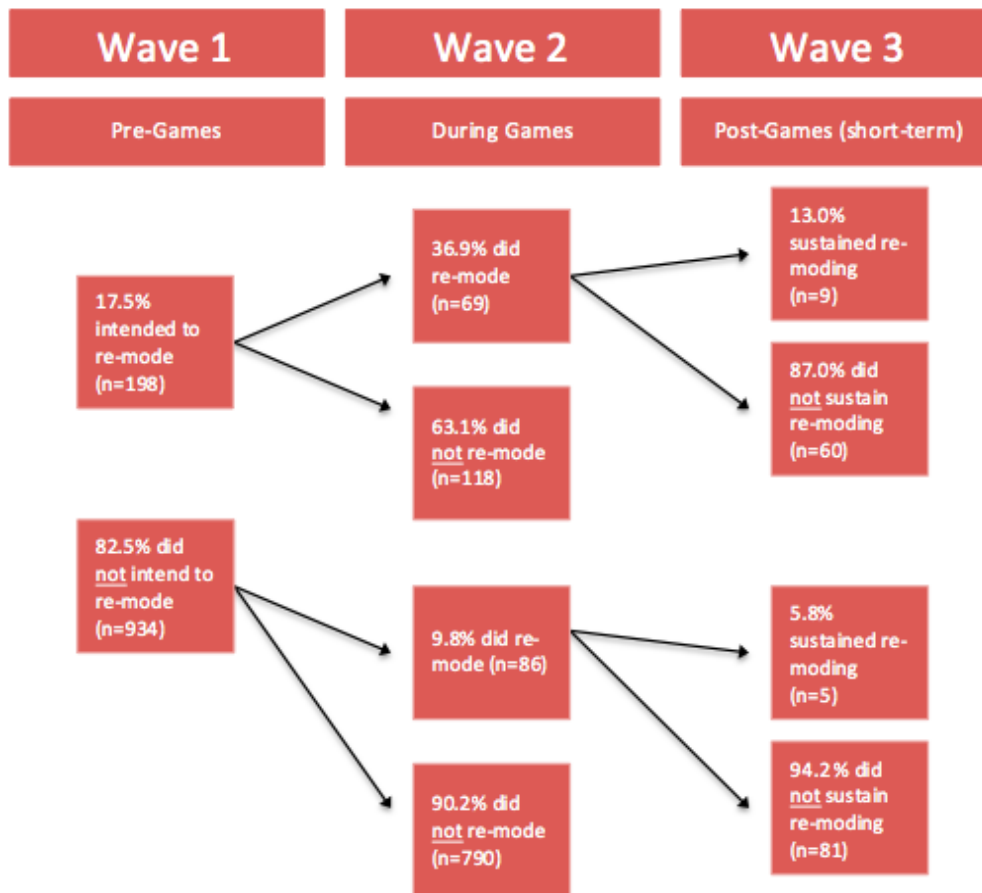 Wave 1
Wave 2
Wave 3
Pre-Games
During Games
Post-Games (short-term)
17.5%
intended to
re-mode
(n=198)
36.9% did
re-mode
(n=69)
63.1% did
not re-mode
(n=118)
13.0%
sustained re-
moding
(n=9)
87.0% did
not sustain
re-moding
(n=60)
82.5% did
not intend to
re-mode
(n=934)
9.8% did re-
mode (n=86)
90.2% did
not re-mode
(n=790)
5.8%
sustained re-
moding
(n=5)
94.2% did
not sustain
re-moding
(n=81)